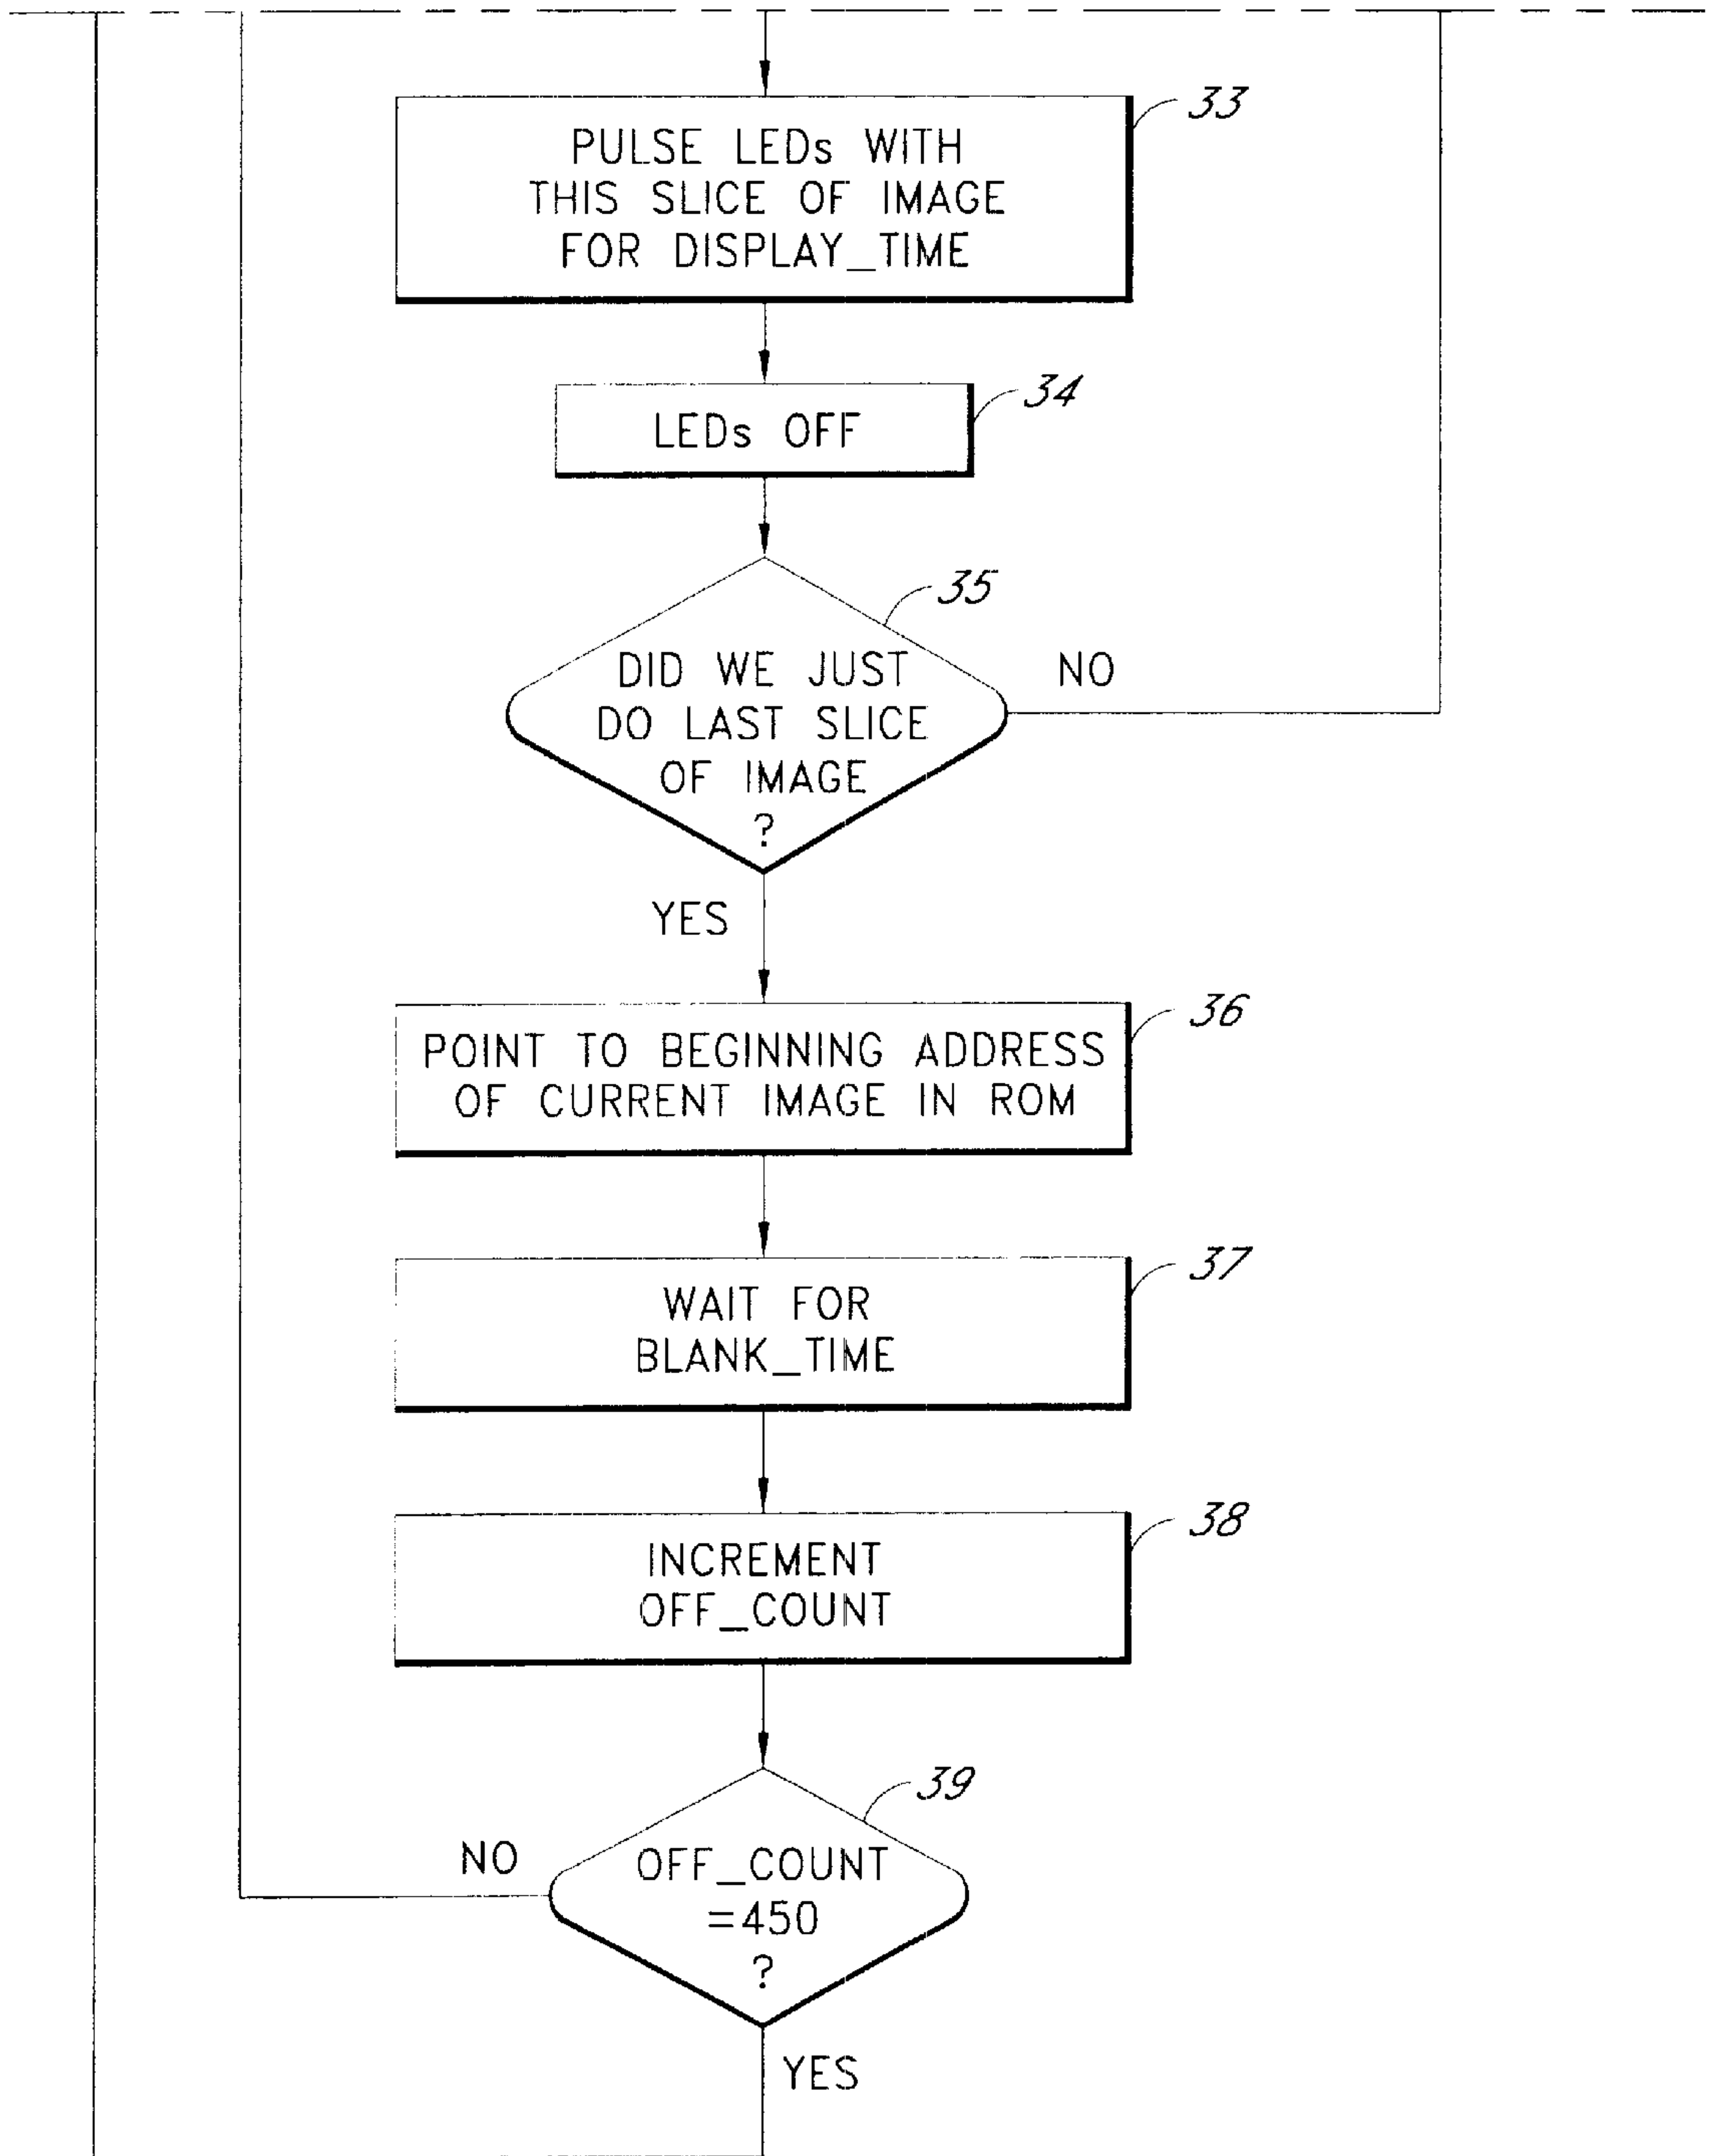 33
PULSE LEDs WITH
THIS SLICE OF IMAGE
FOR DISPLAY_TIME
34
LEDs OFF
35
DID WE JUST
DO LAST SLICE
OF IMAGE
?
NO
YES
36
POINT TO BEGINNING ADDRESS
OF CURRENT IMAGE IN ROM
37
WAIT FOR
BLANK_TIME
38
INCREMENT
OFF_COUNT
39
NO
OFF_COUNT
=450
?
YES